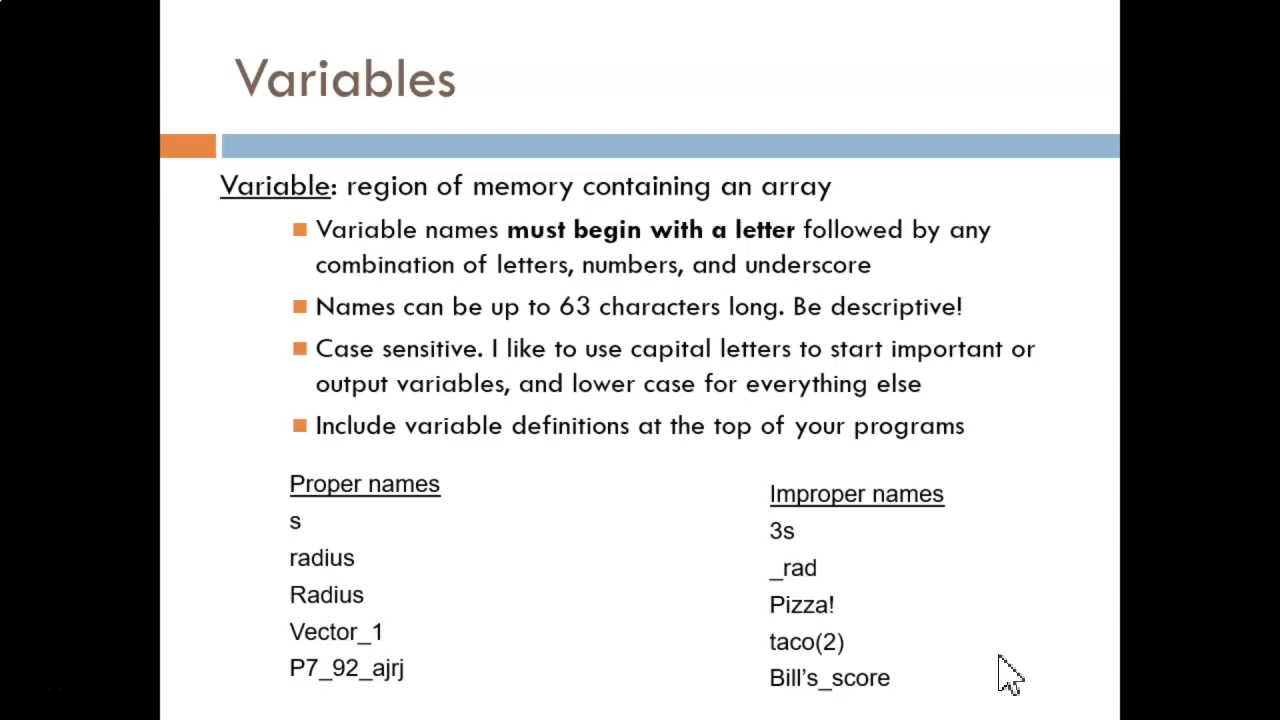 Variables
Variable: region of memory containing an array
Variable names must begin with a letter followed by any
combination of letters, numbers, and underscore
Names can be up to 63 characters long. Be descriptive!
Case sensitive. I like to use capital letters to start important or
output variables, and lower case for everything else
Include variable definitions at the top of your programs
Proper names
s
radius
Radius
Vector_1
P7_92_ajrj
Improper names
3s
_rad
Pizza!
taco(2)
Bill’s_score